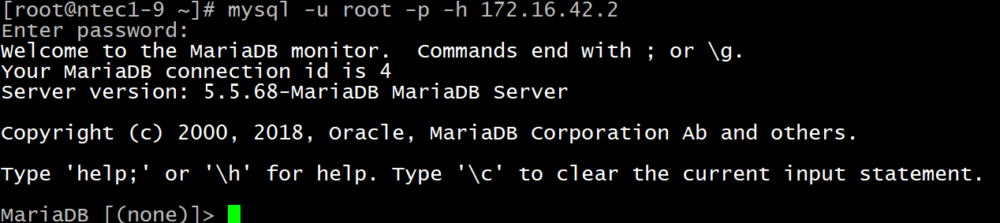 [root@ntec1-9 ~]# mysql -u root -p -h 172.16.42.2
Enter password:
Welcome to the MariaDB monitor.  Commands end with ; or \g.
Your MariaDB connection id is 4
Server version: 5.5.68-MariaDB MariaDB Server
Copyright (c) 2000, 2018, Oracle, MariaDB Corporation Ab and others.
Type 'help;' or '\h' for help. Type '\c' to clear the current input statement.
MariaDB [(none)]>